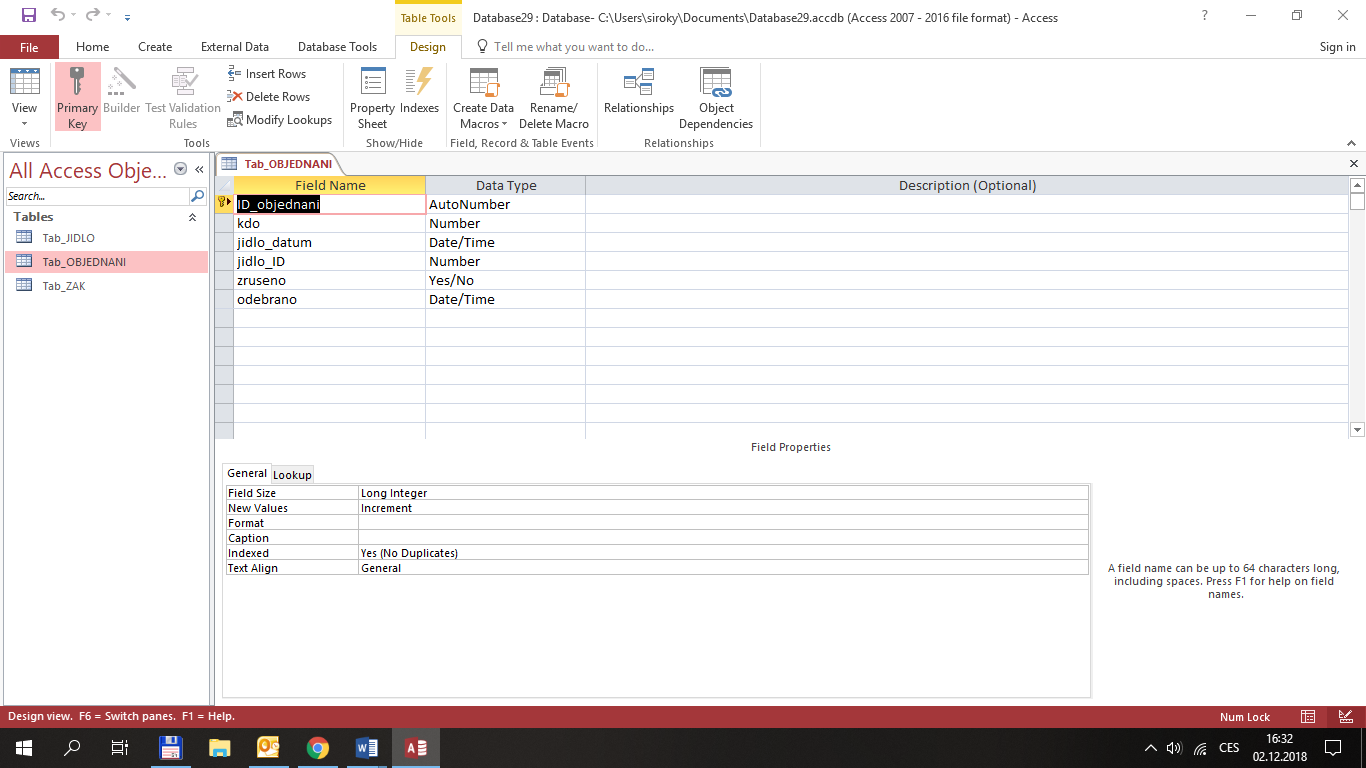 Table Tools
Database29 : Database- C:\Users\siroky\Documents\Database29.accdb (Access 2007 - 2016 file format) - Access
?
File
Home
Create
External Data
Database Tools
Design
Tell me what you want to do...
Sign in
View
Primary Key
Builder
Test Validation Rules
Insert Rows
Delete Rows
Modify Lookups
Property Sheet
Indexes
Create Data Macros
Rename/ Delete Macro
Relationships
Object Dependencies
Views
Tools
Show/Hide
Field, Record & Table Events
Relationships
All Access Obje...
Search...
Tables
Tab_JIDLO
Tab_OBJEDNANI
Tab_ZAK
Tab_OBJEDNANI
Field Name Data Type Description (Optional)
ID_objednani AutoNumber
kdo Number
jidlo_datum Date/Time
jidlo_ID Number
zruseno Yes/No
odebrano Date/Time
Field Properties
General Lookup
Field Size Long Integer
New Values Increment
Format
Caption
Indexed Yes (No Duplicates)
Text Align General
A field name can be up to 64 characters long,
including spaces. Press F1 for help on field
names.
Design view. F6 = Switch panes. F1 = Help.
Num Lock
CES
16:32
02.12.2018